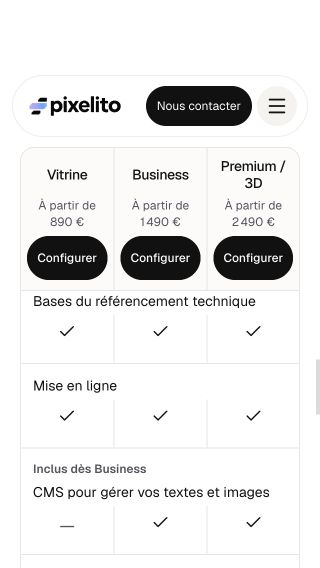 pixelito
Nous contacter
Vitrine
Business
Premium /
3D
À partir de
890 €
À partir de
1 490 €
À partir de
2 490 €
Configurer
Configurer
Configurer
Bases du référencement technique
Mise en ligne
Inclus dès Business
CMS pour gérer vos textes et images
—